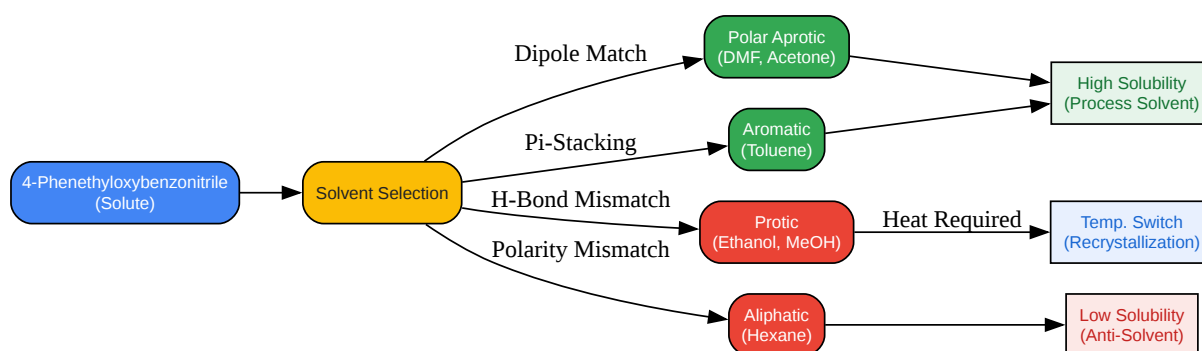 4-Phenethyloxybenzonitrile
(Solute)
Solvent Selection
Dipole Match
Pi-Stacking
H-Bond Mismatch
Polarity Mismatch
Polar Aprotic
(DMF, Acetone)
Aromatic
(Toluene)
Protic
(Ethanol, MeOH)
Aliphatic
(Hexane)
Heat Required
High Solubility
(Process Solvent)
Temp. Switch
(Recrystallization)
Low Solubility
(Anti-Solvent)